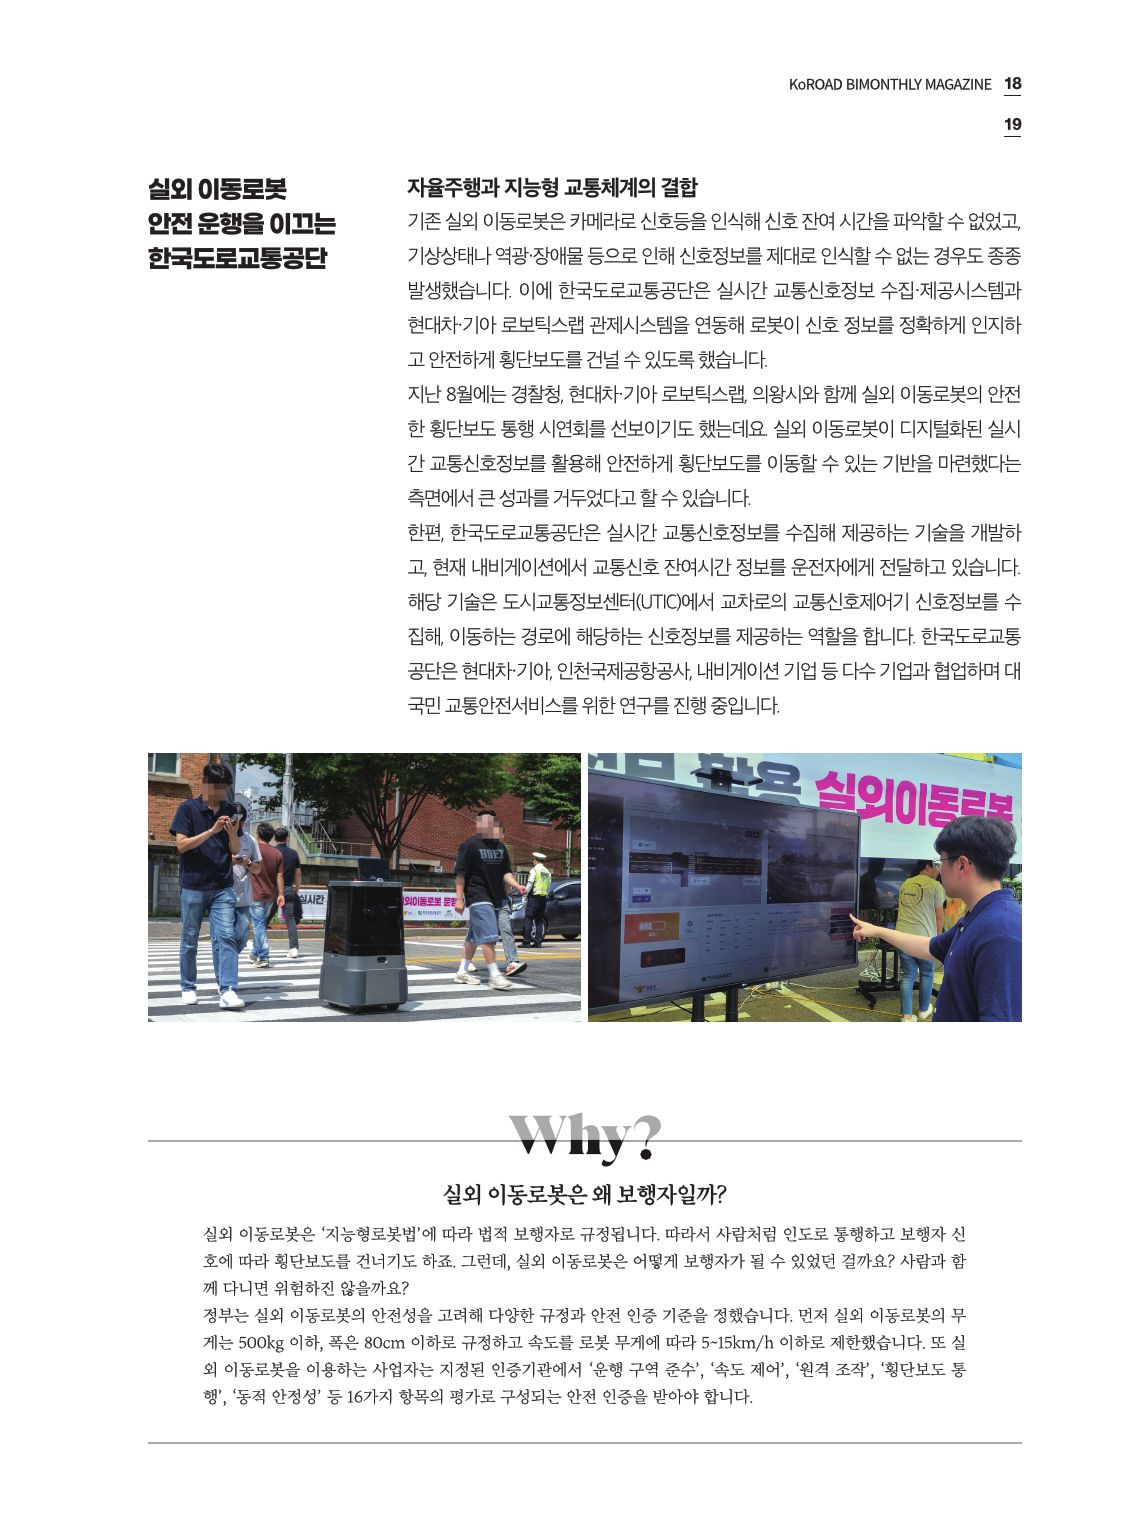 KoROAD BIMONTHLY MAGAZINE 18
19
실외 이동로봇
안전 운행을 이끄는
한국도로교통공단
자율주행과 지능형 교통체계의 결합
기존 실외 이동로봇은 카메라로 신호등을 인식해 신호 잔여 시간을 파악할 수 없었고,
기상상태나 역광·장애물 등으로 인해 신호정보를 제대로 인식할 수 없는 경우도 종종
발생했습니다. 이에 한국도로교통공단은 실시간 교통신호정보 수집·제공시스템과
현대차·기아 로보틱스랩 관제시스템을 연동해 로봇이 신호 정보를 정확하게 인지하
고 안전하게 횡단보도를 건널 수 있도록 했습니다.
지난 8월에는 경찰청, 현대차·기아 로보틱스랩, 의왕시와 함께 실외 이동로봇의 안전
한 횡단보도 통행 시연회를 선보이기도 했는데요. 실외 이동로봇이 디지털화된 실시
간 교통신호정보를 활용해 안전하게 횡단보도를 이동할 수 있는 기반을 마련했다는
측면에서 큰 성과를 거두었다고 할 수 있습니다.
한편, 한국도로교통공단은 실시간 교통신호정보를 수집해 제공하는 기술을 개발하
고, 현재 내비게이션에서 교통신호 잔여시간 정보를 운전자에게 전달하고 있습니다.
해당 기술은 도시교통정보센터(UTIC)에서 교차로의 교통신호제어기 신호정보를 수
집해, 이동하는 경로에 해당하는 신호정보를 제공하는 역할을 합니다. 한국도로교통
공단은 현대차·기아, 인천국제공항공사, 내비게이션 기업 등 다수 기업과 협업하며 대
국민 교통안전서비스를 위한 연구를 진행 중입니다.
실시간
외이동로봇 운행
HOEY
활용 실외이동로봇
Why?
실외 이동로봇은 왜 보행자일까?
실외 이동로봇은 ‘지능형로봇법’에 따라 법적 보행자로 규정됩니다. 따라서 사람처럼 인도로 통행하고 보행자 신
호에 따라 횡단보도를 건너기도 하죠. 그런데, 실외 이동로봇은 어떻게 보행자가 될 수 있었던 걸까요? 사람과 함
께 다니면 위험하진 않을까요?
정부는 실외 이동로봇의 안전성을 고려해 다양한 규정과 안전 인증 기준을 정했습니다. 먼저 실외 이동로봇의 무
게는 500kg 이하, 폭은 80cm 이하로 규정하고 속도를 로봇 무게에 따라 5~15km/h 이하로 제한했습니다. 또 실
외 이동로봇을 이용하는 사업자는 지정된 인증기관에서 ‘운행 구역 준수’, ‘속도 제어’, ‘원격 조작’, ‘횡단보도 통
행’, ‘동적 안정성’ 등 16가지 항목의 평가로 구성되는 안전 인증을 받아야 합니다.